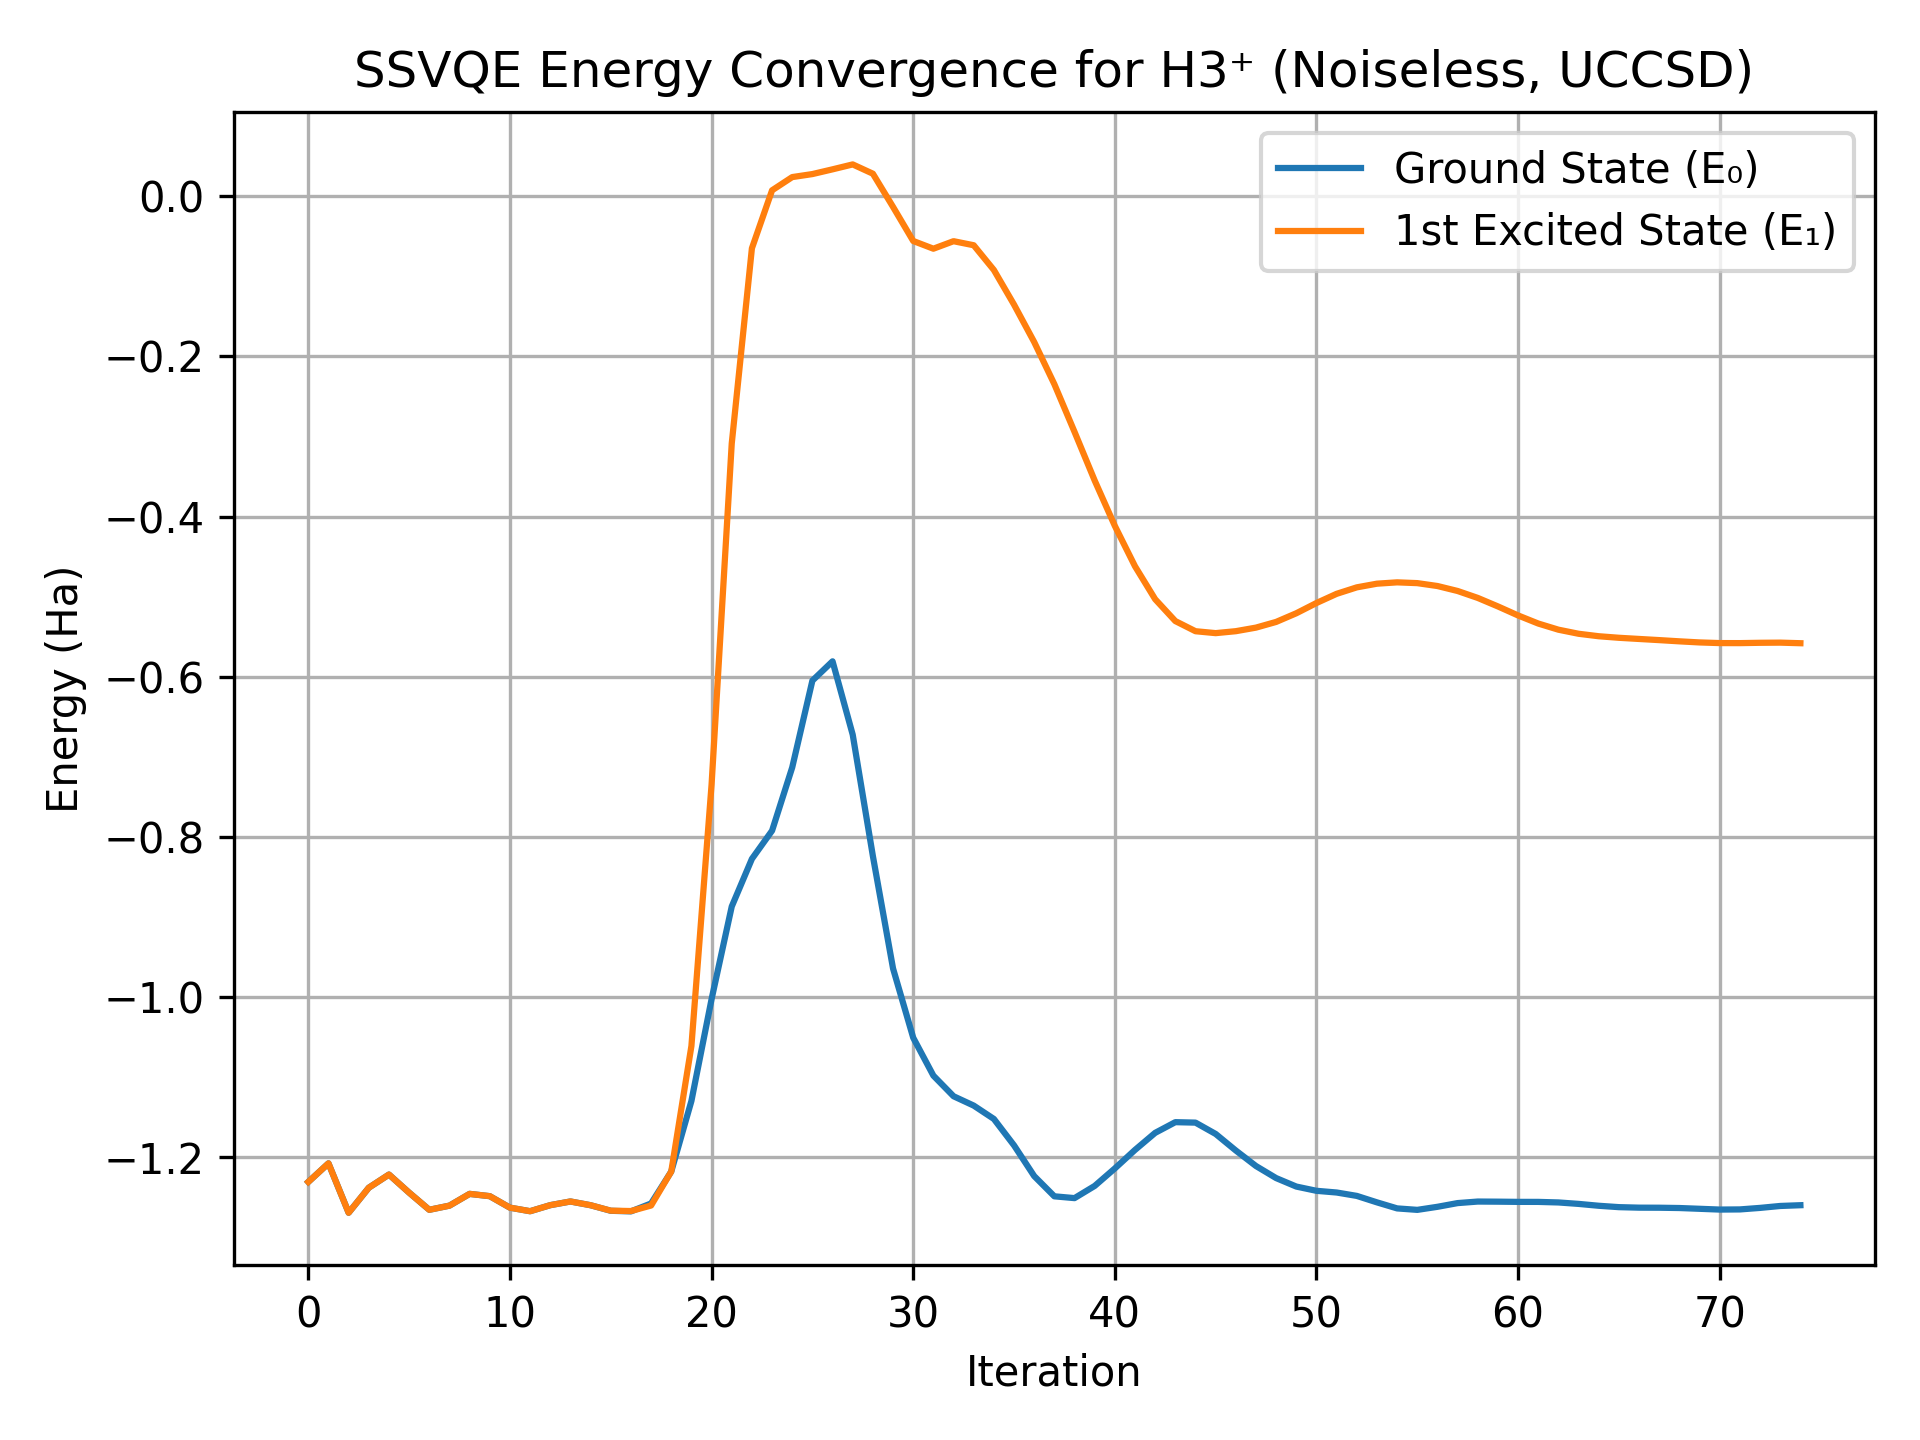 SSVQE Energy Convergence for H3⁺ (Noiseless, UCCSD)
Ground State (E₀)
1st Excited State (E₁)
0.0
−0.2
−0.4
−0.6
−0.8
−1.0
−1.2
Energy (Ha)
0 10 20 30 40 50 60 70
Iteration